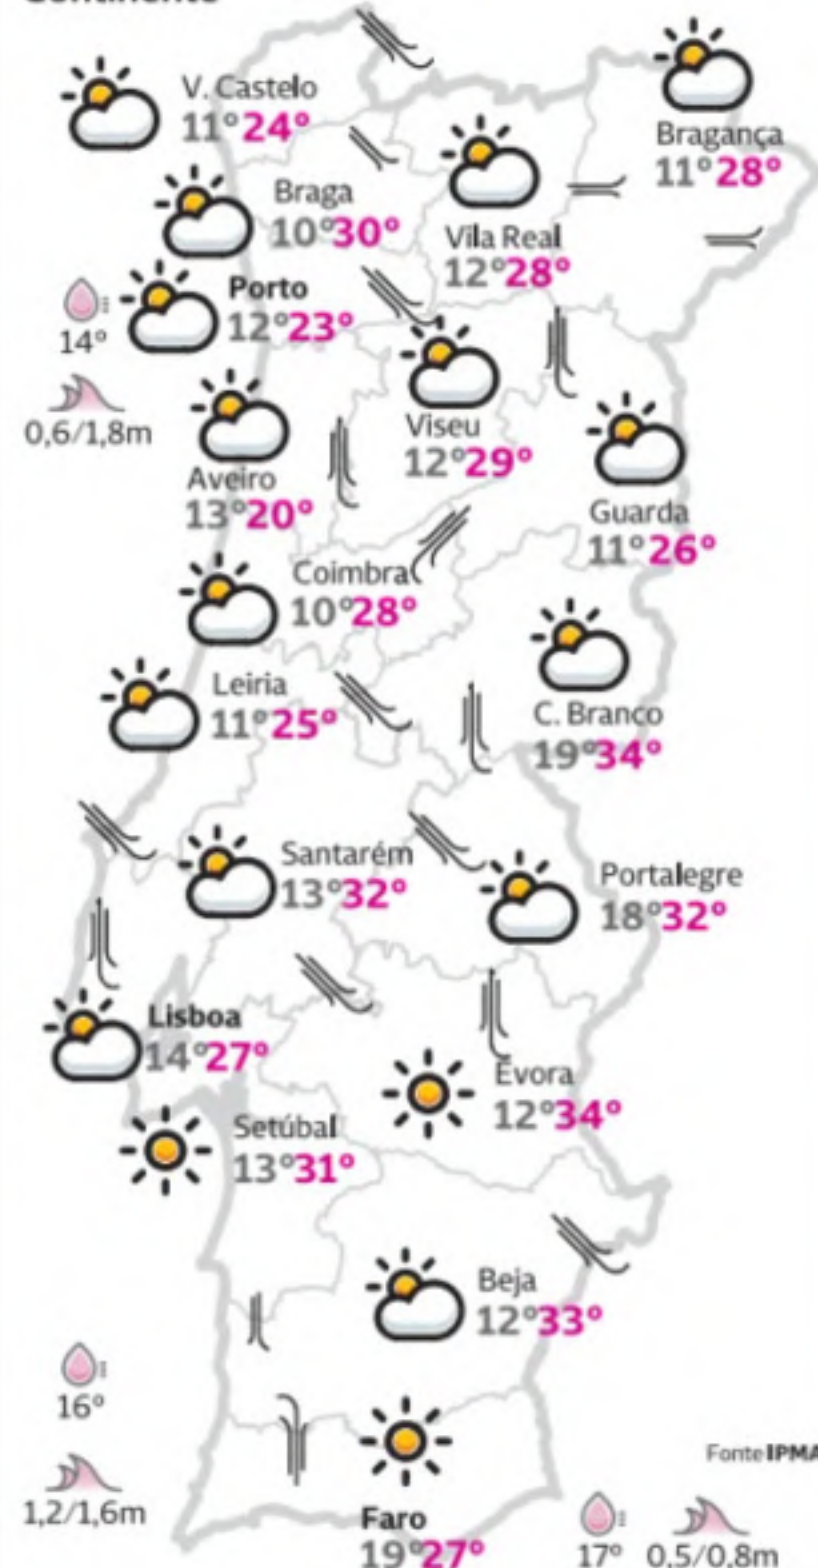 Continente
V. Castelo
11° 24°
Bragança
11° 28°
Braga
10° 30°
Vila Real
12° 28°
Porto
12° 23°
14°
0,6/1,8m
Viseu
12° 29°
Aveiro
13° 20°
Guarda
11° 26°
Coimbra
10° 28°
Leiria
11° 25°
C. Branco
19° 34°
Santarém
13° 32°
Portalegre
18° 32°
Lisboa
14° 27°
Évora
12° 34°
Setúbal
13° 31°
Beja
12° 33°
16°
1,2/1,6m
Fonte IPMA
Faro
19° 27°
17° 0,5/0,8m